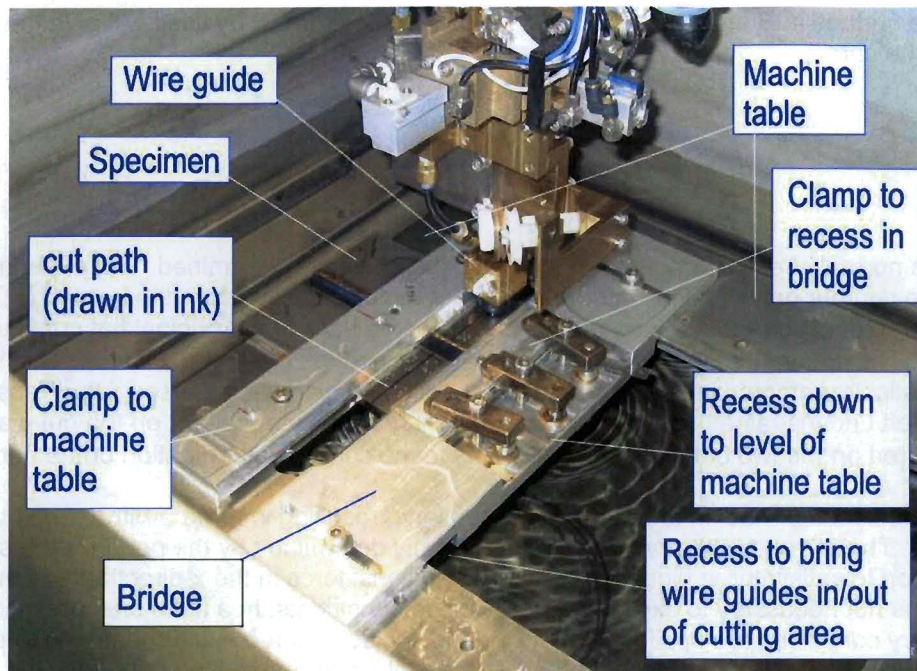 Wire guide
Machine
table
Specimen
Clamp to
recess in
bridge
cut path
(drawn in ink)
Clamp to
machine
table
Recess down
to level of
machine table
Bridge
Recess to bring
wire guides in/out
of cutting area